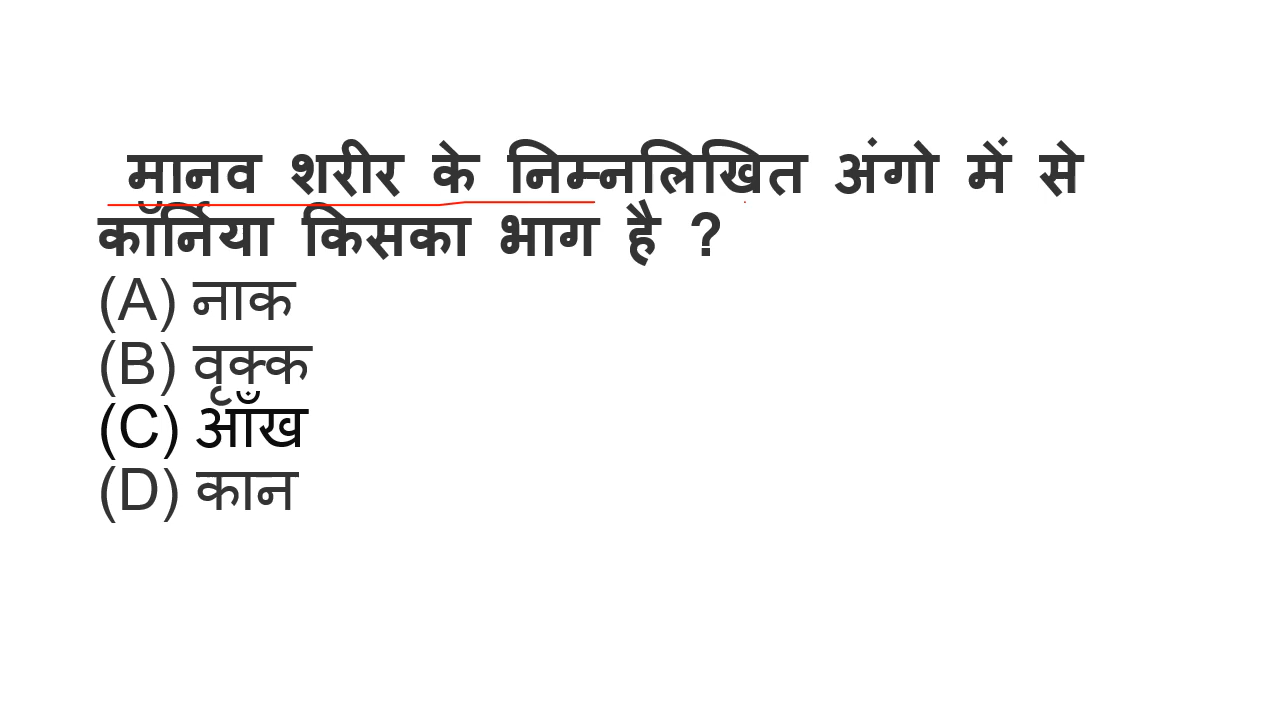 मानव शरीर के निम्नलिखित अंगो में से
कॉर्निया किसका भाग है ?
(A) नाक
(B) वृक्क
(C) आँख
(D) कान